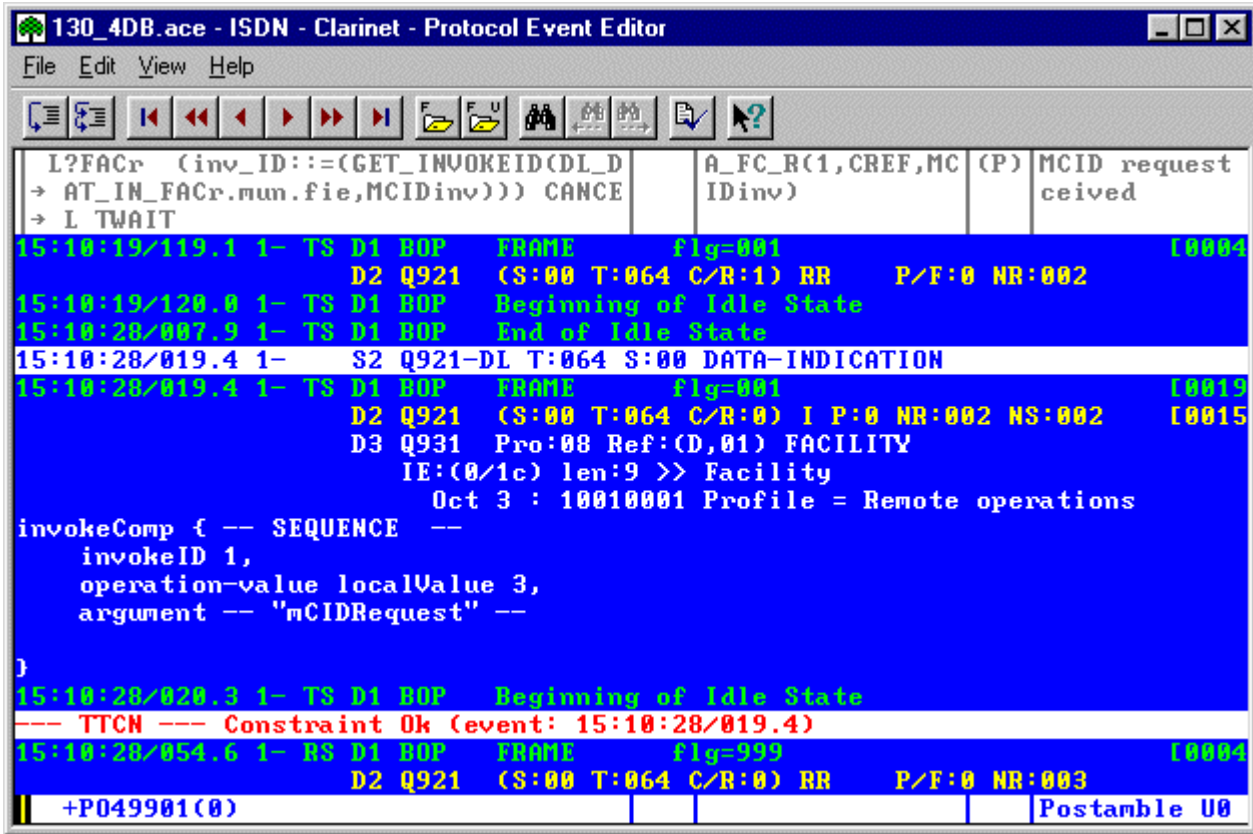 130_4DB.ace - ISDN - Clarinet - Protocol Event Editor
File Edit View Help
L?FACr (inv_ID::=(GET_INVOKEID(DL_D A_FC_R(1,CREF,MC (P) MCID request
→ AT_IN_FACr.mun.fie,MCIDinv))) CANCE IDinv) ceived
→ L TWAIT
15:10:19/119.1 1- TS D1 BOP FRAME flg=001 [0004
D2 Q921 (S:00 T:064 C/R:1) RR P/F:0 NR:002
15:10:19/120.0 1- TS D1 BOP Beginning of Idle State
15:10:28/007.9 1- TS D1 BOP End of Idle State
15:10:28/019.4 1- S2 Q921-DL T:064 S:00 DATA-INDICATION
15:10:28/019.4 1- TS D1 BOP FRAME flg=001 [0019
D2 Q921 (S:00 T:064 C/R:0) I P:0 NR:002 NS:002 [0015
D3 Q931 Pro:08 Ref:(D,01) FACILITY
IE:(0/1c) len:9 >> Facility
Oct 3 : 10010001 Profile = Remote operations
invokeComp { -- SEQUENCE --
invokeID 1,
operation-value localValue 3,
argument -- "mCIDRequest" --
}
15:10:28/020.3 1- TS D1 BOP Beginning of Idle State
--- TTCN --- Constraint Ok (event: 15:10:28/019.4)
15:10:28/054.6 1- RS D1 BOP FRAME flg=999 [0004
D2 Q921 (S:00 T:064 C/R:0) RR P/F:0 NR:003
+PO49901(0) Postamble U0